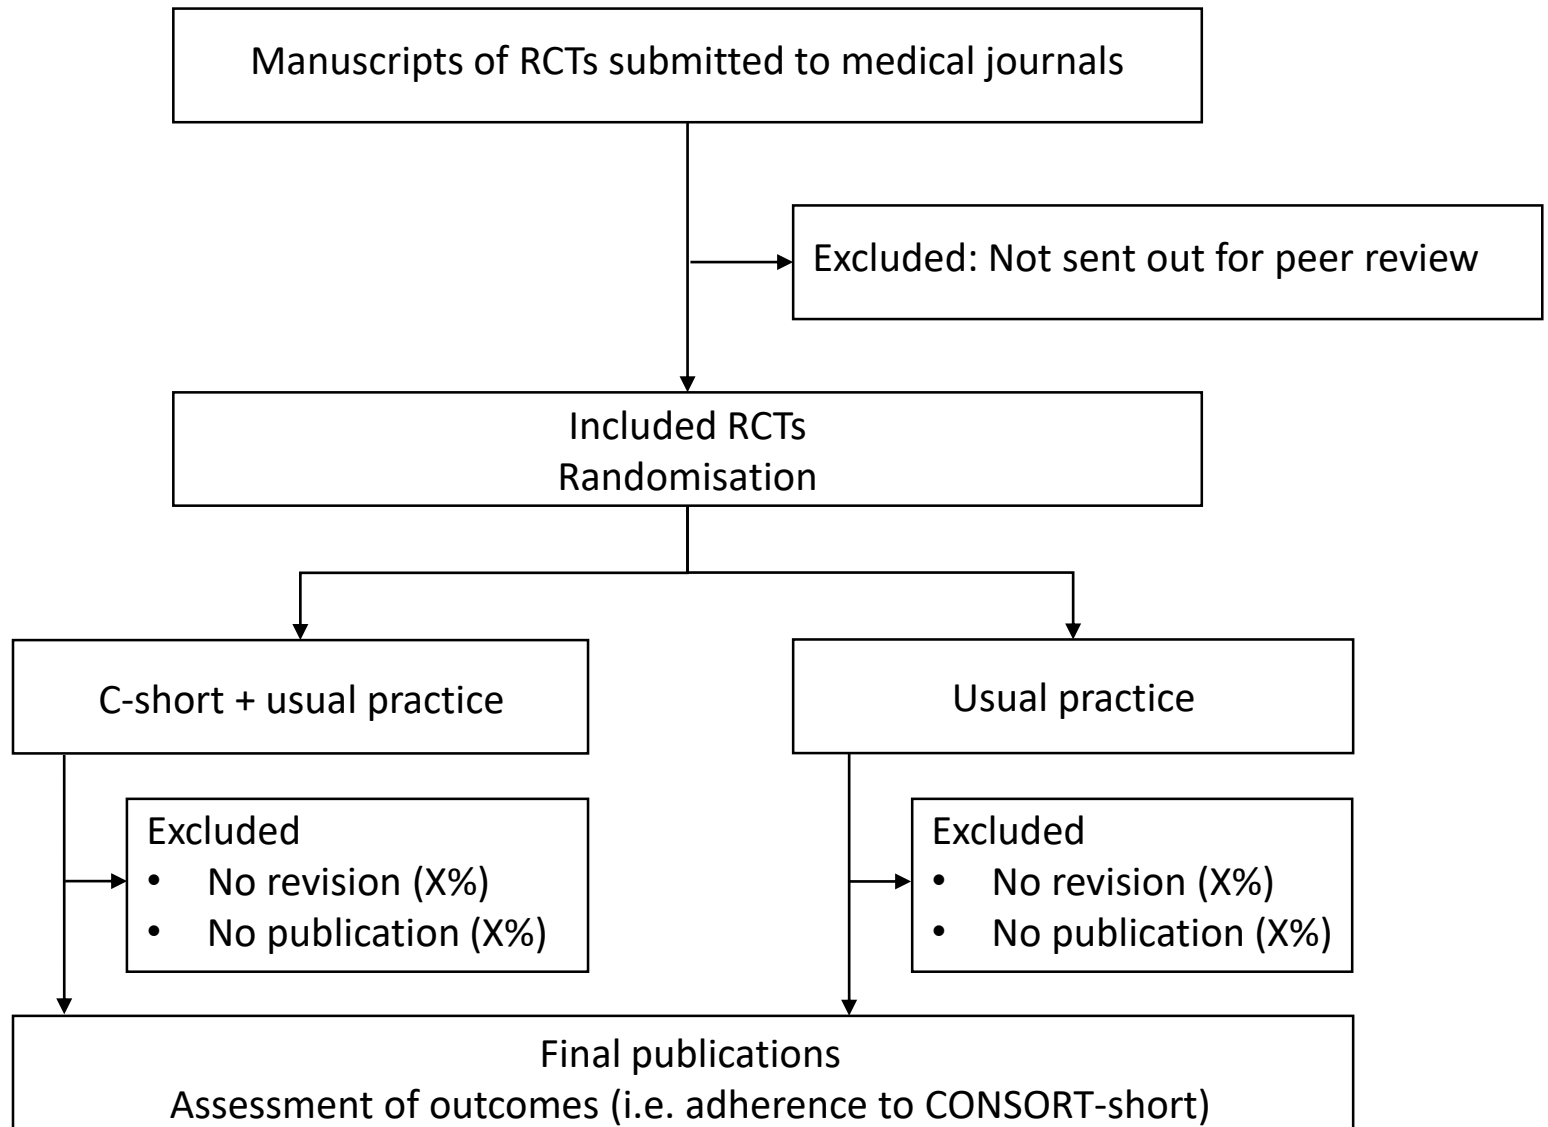 Manuscripts of RCTs submitted to medical journals
Excluded: Not sent out for peer review
Included RCTs
Randomisation
C-short + usual practice
Usual practice
Excluded
• No revision (X%)
• No publication (X%)
Excluded
• No revision (X%)
• No publication (X%)
Final publications
Assessment of outcomes (i.e. adherence to CONSORT-short)